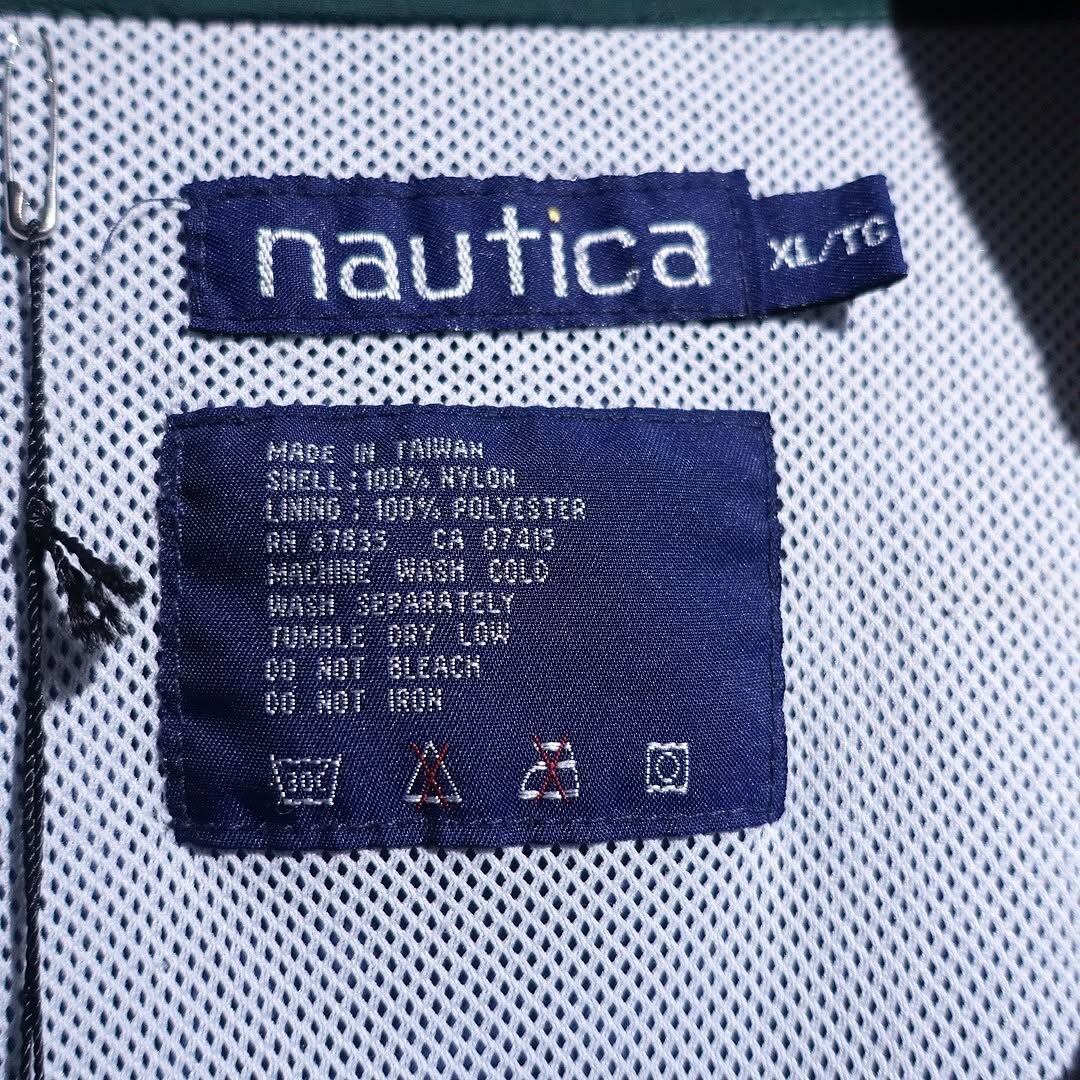 nautica
XL/TG
MADE IN TAIWAN
SHELL : 100% NYLON
LINING : 100% POLYESTER
RN 67835 CA 07415
MACHINE WASH COLD
WASH SEPARATELY
TUMBLE DRY LOW
DO NOT BLEACH
DO NOT IRON
30C